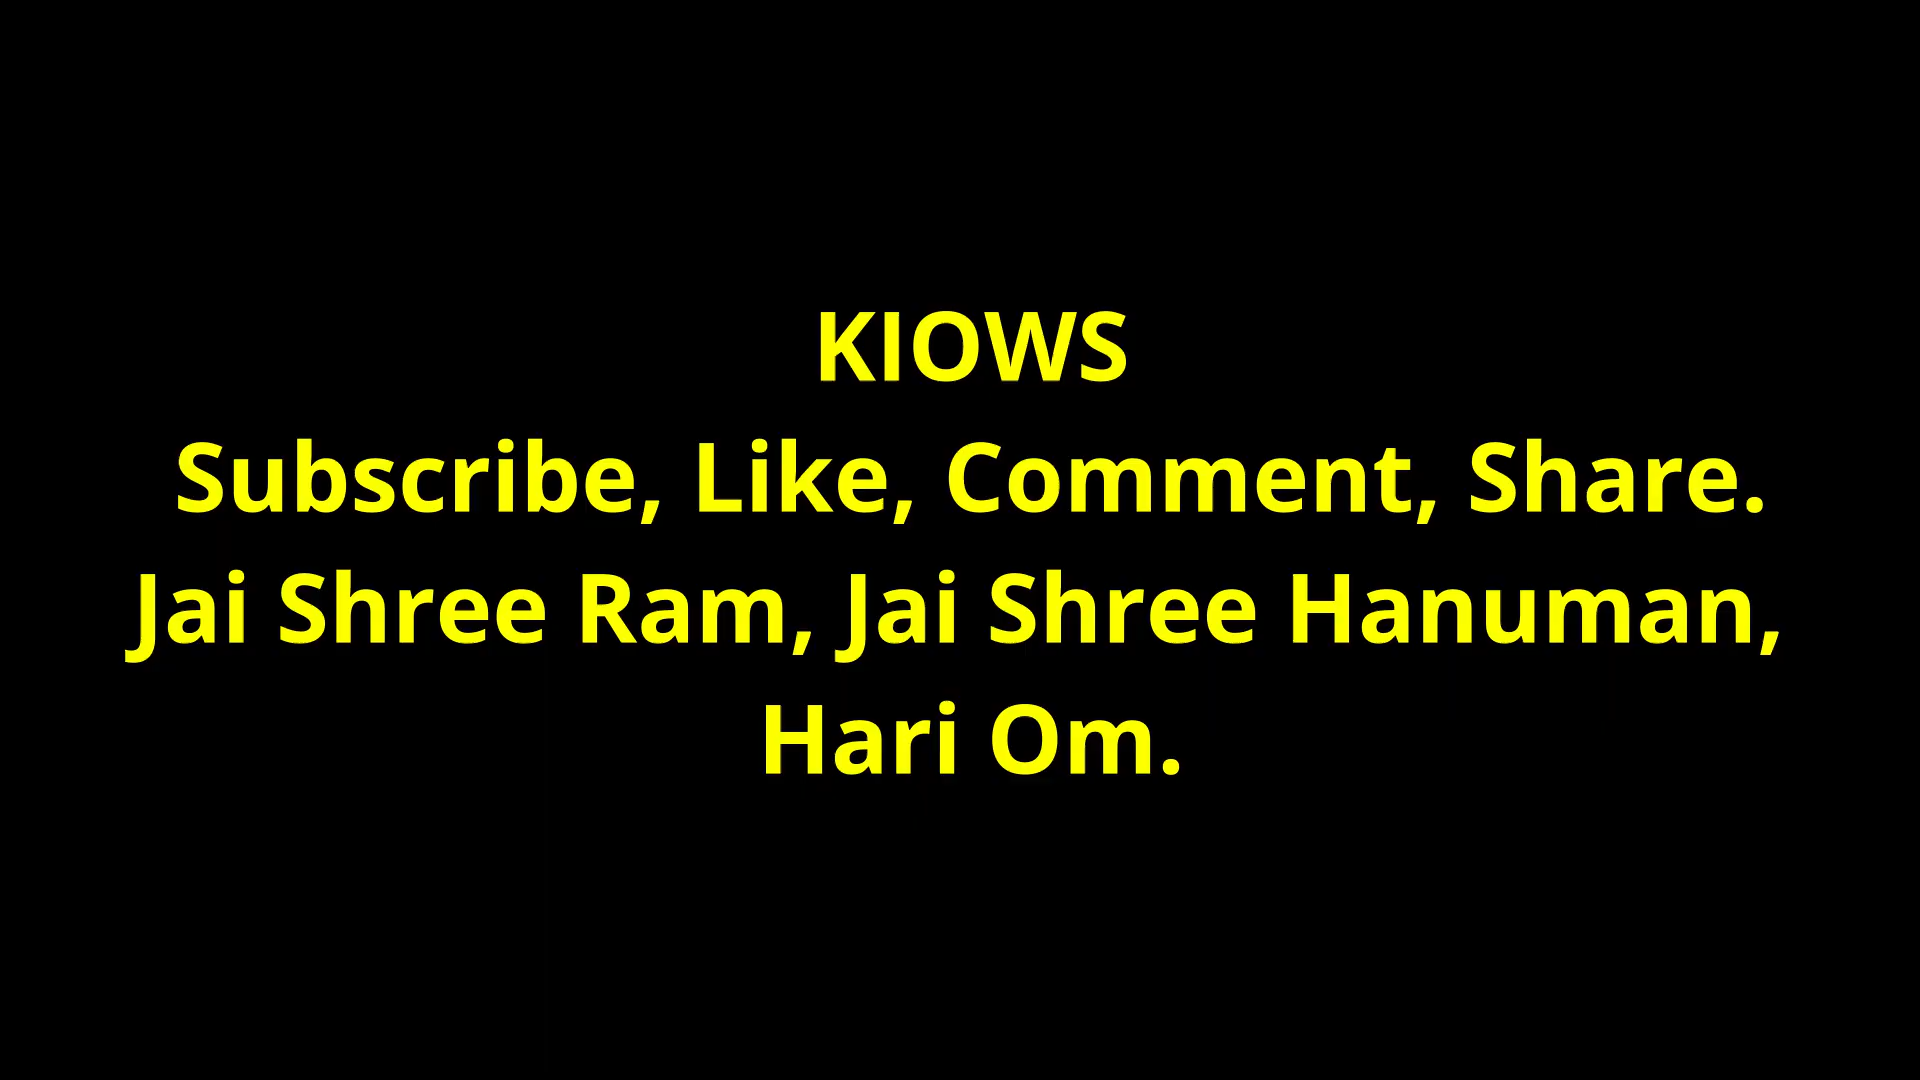 KIOWS
Subscribe, Like, Comment, Share.
Jai Shree Ram, Jai Shree Hanuman,
Hari Om.